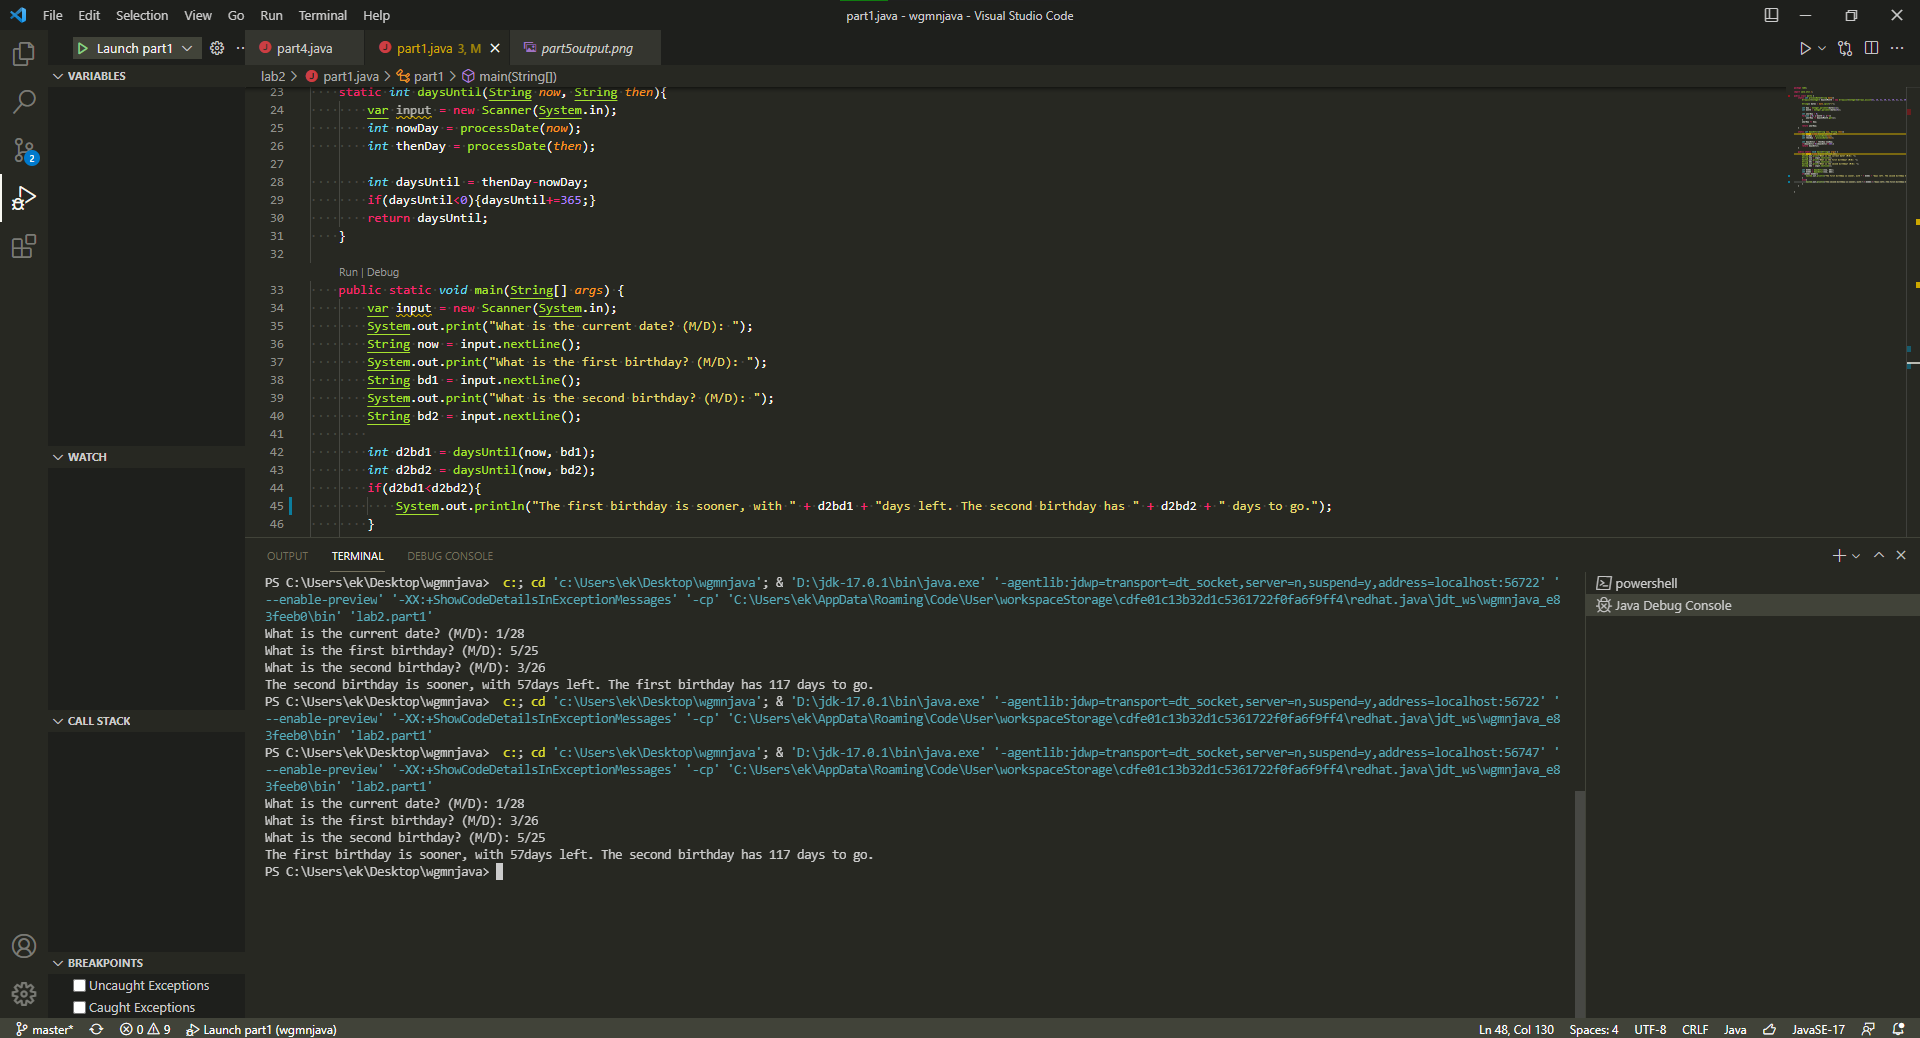 File Edit Selection View Go Run Terminal Help
part1.java - wgmnjava - Visual Studio Code
Launch part1
part4.java
part1.java 3, M
part5output.png
VARIABLES
lab2 > part1.java > part1 > main(String[])
23 static int daysUntil(String now, String then){
24 var input = new Scanner(System.in);
25 int nowDay = processDate(now);
26 int thenDay = processDate(then);
27
28 int daysUntil = thenDay-nowDay;
29 if(daysUntil<0){daysUntil+=365;}
30 return daysUntil;
31 }
32
Run | Debug
33 public static void main(String[] args) {
34 var input = new Scanner(System.in);
35 System.out.print("What is the current date? (M/D): ");
36 String now = input.nextLine();
37 System.out.print("What is the first birthday? (M/D): ");
38 String bd1 = input.nextLine();
39 System.out.print("What is the second birthday? (M/D): ");
40 String bd2 = input.nextLine();
41
42 int d2bd1 = daysUntil(now, bd1);
43 int d2bd2 = daysUntil(now, bd2);
44 if(d2bd1<d2bd2){
45 System.out.println("The first birthday is sooner, with " + d2bd1 + "days left. The second birthday has " + d2bd2 + " days to go.");
46 }
WATCH
CALL STACK
BREAKPOINTS
Uncaught Exceptions
Caught Exceptions
2
OUTPUT TERMINAL DEBUG CONSOLE
PS C:\Users\ek\Desktop\wgmnjava> c:; cd 'c:\Users\ek\Desktop\wgmnjava'; & 'D:\jdk-17.0.1\bin\java.exe' '-agentlib:jdwp=transport=dt_socket,server=n,suspend=y,address=localhost:56722' '
--enable-preview' '-XX:+ShowCodeDetailsInExceptionMessages' '-cp' 'C:\Users\ek\AppData\Roaming\Code\User\workspaceStorage\cdfe01c13b32d1c5361722f0fa6f9ff4\redhat.java\jdt_ws\wgmnjava_e8
3feeb0\bin' 'lab2.part1'
What is the current date? (M/D): 1/28
What is the first birthday? (M/D): 5/25
What is the second birthday? (M/D): 3/26
The second birthday is sooner, with 57days left. The first birthday has 117 days to go.
PS C:\Users\ek\Desktop\wgmnjava> c:; cd 'c:\Users\ek\Desktop\wgmnjava'; & 'D:\jdk-17.0.1\bin\java.exe' '-agentlib:jdwp=transport=dt_socket,server=n,suspend=y,address=localhost:56722' '
--enable-preview' '-XX:+ShowCodeDetailsInExceptionMessages' '-cp' 'C:\Users\ek\AppData\Roaming\Code\User\workspaceStorage\cdfe01c13b32d1c5361722f0fa6f9ff4\redhat.java\jdt_ws\wgmnjava_e8
3feeb0\bin' 'lab2.part1'
PS C:\Users\ek\Desktop\wgmnjava> c:; cd 'c:\Users\ek\Desktop\wgmnjava'; & 'D:\jdk-17.0.1\bin\java.exe' '-agentlib:jdwp=transport=dt_socket,server=n,suspend=y,address=localhost:56747' '
--enable-preview' '-XX:+ShowCodeDetailsInExceptionMessages' '-cp' 'C:\Users\ek\AppData\Roaming\Code\User\workspaceStorage\cdfe01c13b32d1c5361722f0fa6f9ff4\redhat.java\jdt_ws\wgmnjava_e8
3feeb0\bin' 'lab2.part1'
What is the current date? (M/D): 1/28
What is the first birthday? (M/D): 3/26
What is the second birthday? (M/D): 5/25
The first birthday is sooner, with 57days left. The second birthday has 117 days to go.
PS C:\Users\ek\Desktop\wgmnjava>
powershell
Java Debug Console
master* 0 9 Launch part1 (wgmnjava)
Ln 48, Col 130 Spaces: 4 UTF-8 CRLF Java JavaSE-17